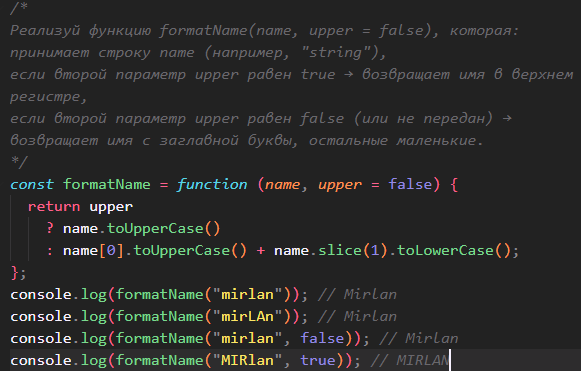 /*
Реализуй функцию formatName(name, upper = false), которая:
принимает строку name (например, "string"),
если второй параметр upper равен true → возвращает имя в верхнем
регистре,
если второй параметр upper равен false (или не передан) →
возвращает имя с заглавной буквы, остальные маленькие.
*/
const formatName = function (name, upper = false) {
  return upper
    ? name.toUpperCase()
    : name[0].toUpperCase() + name.slice(1).toLowerCase();
};
console.log(formatName("mirlan")); // Mirlan
console.log(formatName("mirLAn")); // Mirlan
console.log(formatName("mirlan", false)); // Mirlan
console.log(formatName("MIRlan", true)); // MIRLAN